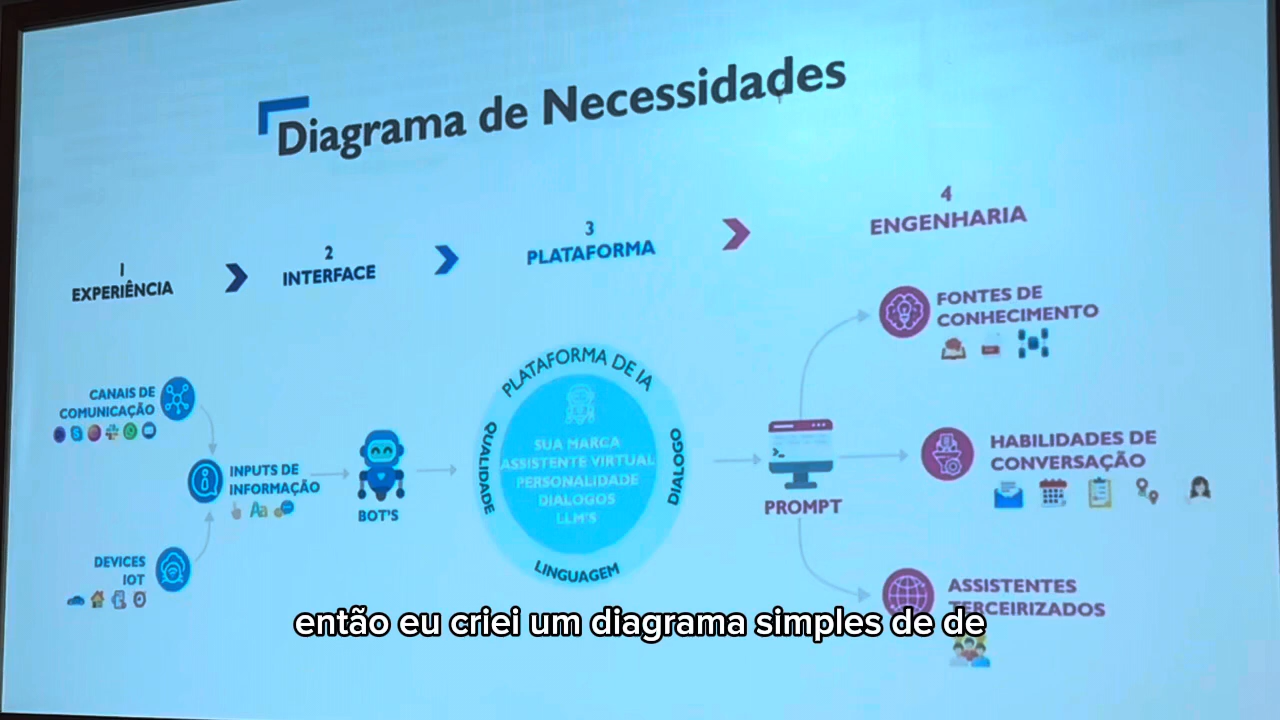 Diagrama de Necessidades
1
EXPERIÊNCIA
2
INTERFACE
3
PLATAFORMA
4
ENGENHARIA
CANAIS DE
COMUNICAÇÃO
INPUTS DE
INFORMAÇÃO
Aa
DEVICES
IOT
BOT'S
PLATAFORMA DE IA
QUALIDADE
DIALOGO
LINGUAGEM
SUA MARCA
ASSISTENTE VIRTUAL
PERSONALIDADE
DIALOGOS
LLM'S
PROMPT
FONTES DE
CONHECIMENTO
HABILIDADES DE
CONVERSAÇÃO
ASSISTENTES
TERCEIRIZADOS
então eu criei um diagrama simples de de